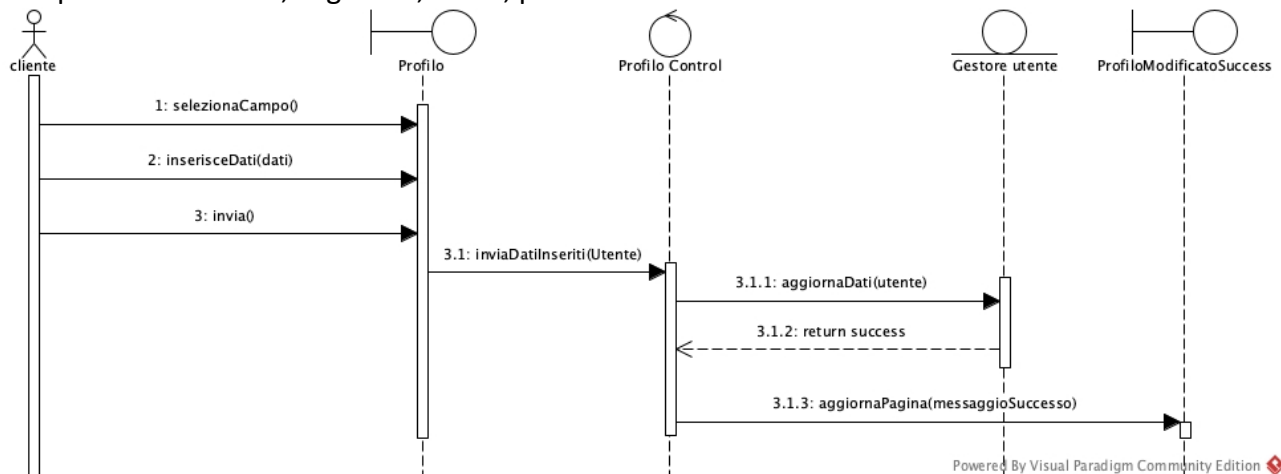 cliente
Profilo
Profilo Control
Gestore utente
ProfiloModificatoSuccess
1: selezionaCampo()
2: inserisceDati(dati)
3: invia()
3.1: inviaDatiInseriti(Utente)
3.1.1: aggiornaDati(utente)
3.1.2: return success
3.1.3: aggiornaPagina(messaggioSuccesso)
Powered By Visual Paradigm Community Edition